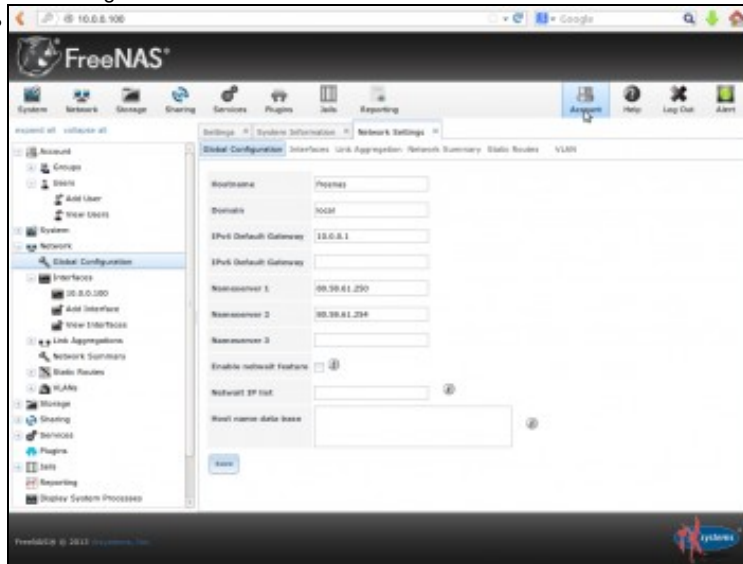 10.0.0.100
Google
FreeNAS®
System Network Storage Sharing Services Plugins Jails Reporting Account Help Log Out Alert
expand all collapse all
Settings System Information Network Settings
Global Configuration Interfaces Link Aggregation Network Summary Static Routes VLAN
Account
Groups
Users
Add User
View Users
System
Network
Global Configuration
Interfaces
10.0.0.100
Add Interface
View Interfaces
Link Aggregations
Network Summary
Static Routes
VLANs
Storage
Sharing
Services
Plugins
Jails
Reporting
Display System Processes
Hostname freenas
Domain local
IPv4 Default Gateway 10.0.0.1
IPv6 Default Gateway
Nameserver 1
Nameserver 2
Nameserver 3
Enable netwait feature
Netwait IP list
Host name data base
Save
FreeNAS® © 2013
systems